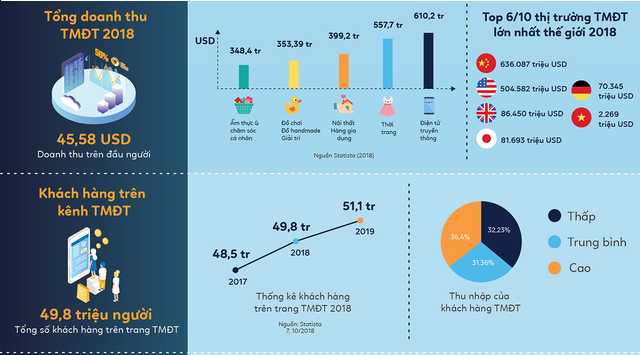 Tổng doanh thu
TMĐT 2018
45,58 USD
Doanh thu trên đầu người
USD
348,4 tr
353,39 tr
399,2 tr
557,7 tr
610,2 tr
Ẩm thực &
chăm sóc
cá nhân
Đồ chơi
Đồ handmade
Giải trí
Nội thất
Hàng gia
dụng
Thời
trang
Điện tử
truyền
thông
Nguồn Statista (2018)
Top 6/10 thị trường TMĐT
lớn nhất thế giới 2018
636.087 triệu USD
504.582 triệu USD
86.450 triệu USD
81.693 triệu USD
70.345
triệu USD
2.269
triệu USD
Khách hàng trên
kênh TMĐT
49,8 triệu người
Tổng số khách hàng trên trang TMĐT
48,5 tr
2017
49,8 tr
2018
51,1 tr
2019
Thống kê khách hàng
trên trang TMĐT 2018
Nguồn: Statista
7, 10/2018
32,23%
31,36%
36,4%
Thấp
Trung bình
Cao
Thu nhập của
khách hàng TMĐT